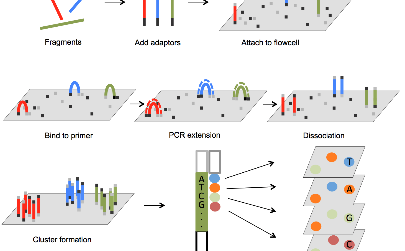 Fragments
Add adaptors
Attach to flowcell
Bind to primer
PCR extension
Dissociation
Cluster formation
A
T
C
G
.
.
.
T
A
G
C